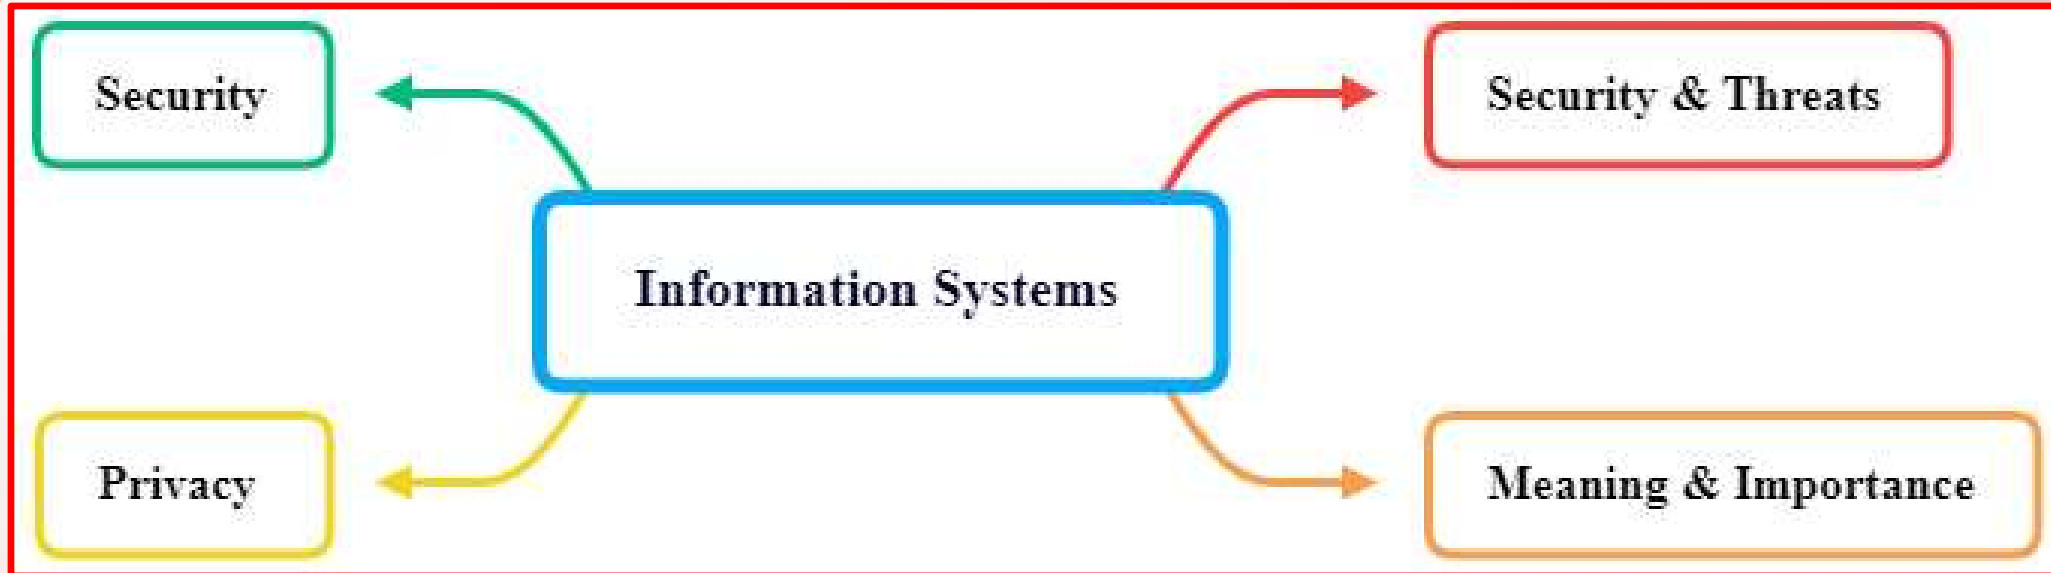 Security
Security & Threats
Information Systems
Privacy
Meaning & Importance